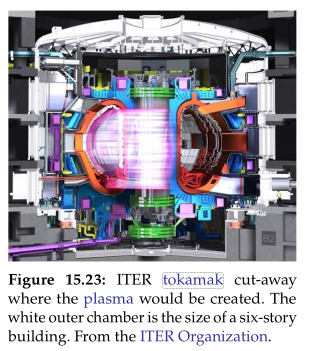 B2
Figure 15.23: ITER tokamak cut-away
where the plasma would be created. The
white outer chamber is the size of a six-story
building. From the ITER Organization.